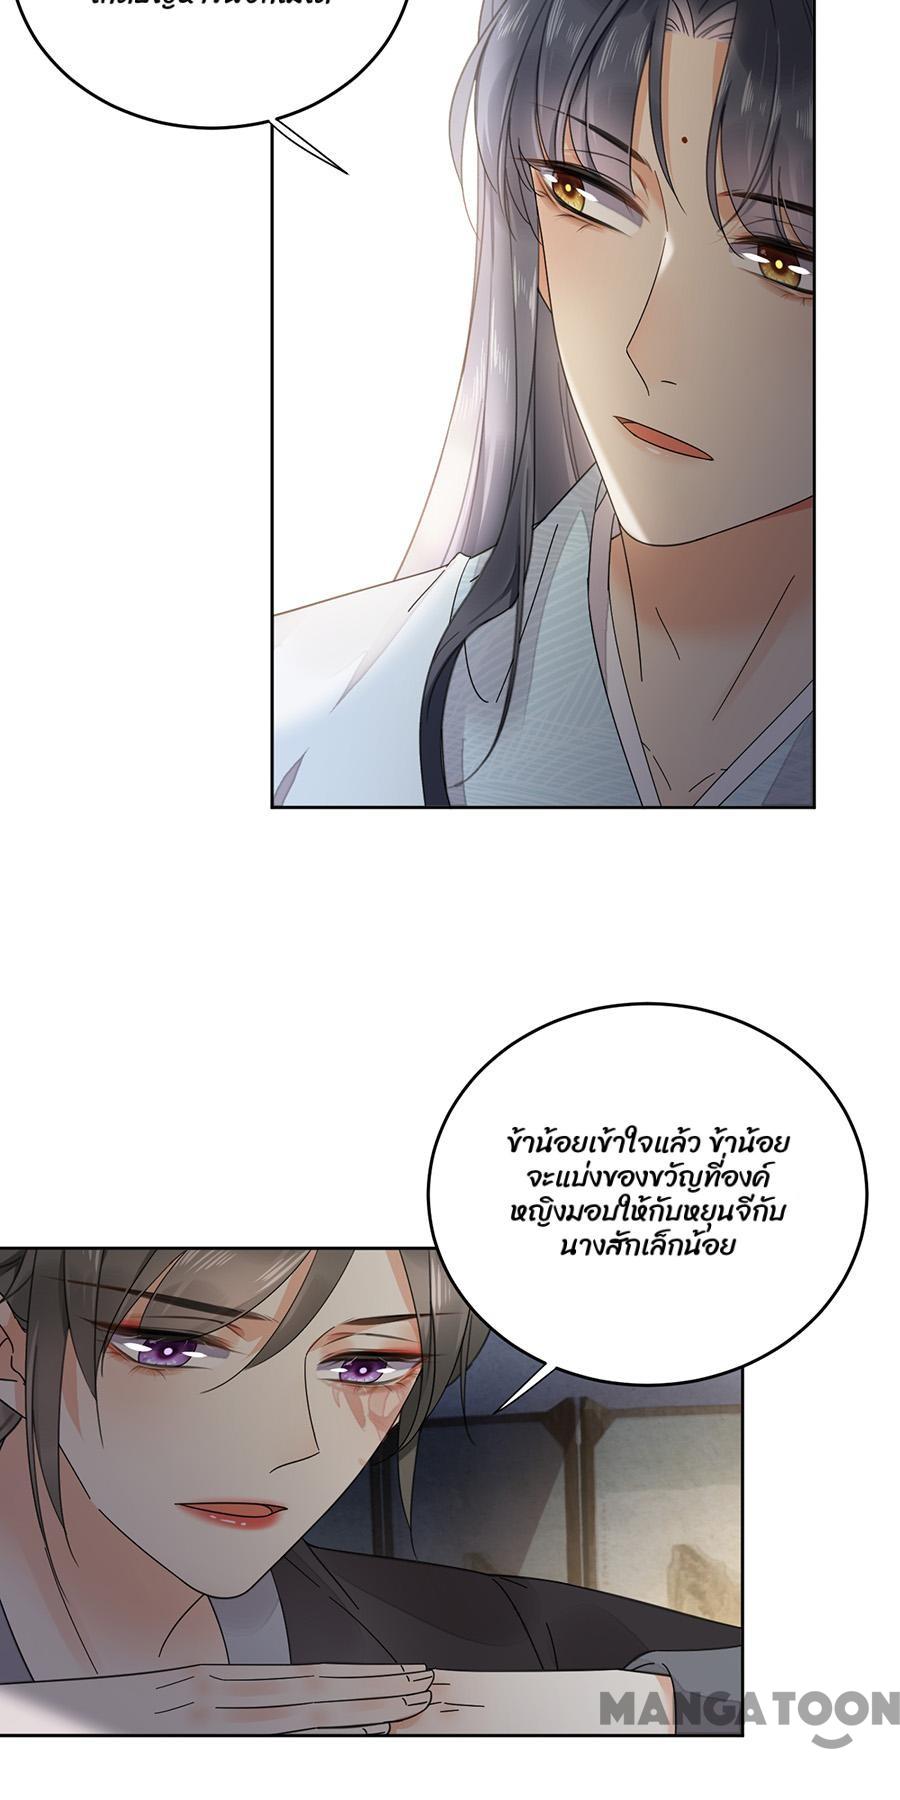 ข้าน้อยเข้าใจแล้ว ข้าน้อย
จะแบ่งของขวัญที่องค์
หญิงมอบให้กับหยุนจีกับ
นางสักเล็กน้อย
MANGATOON